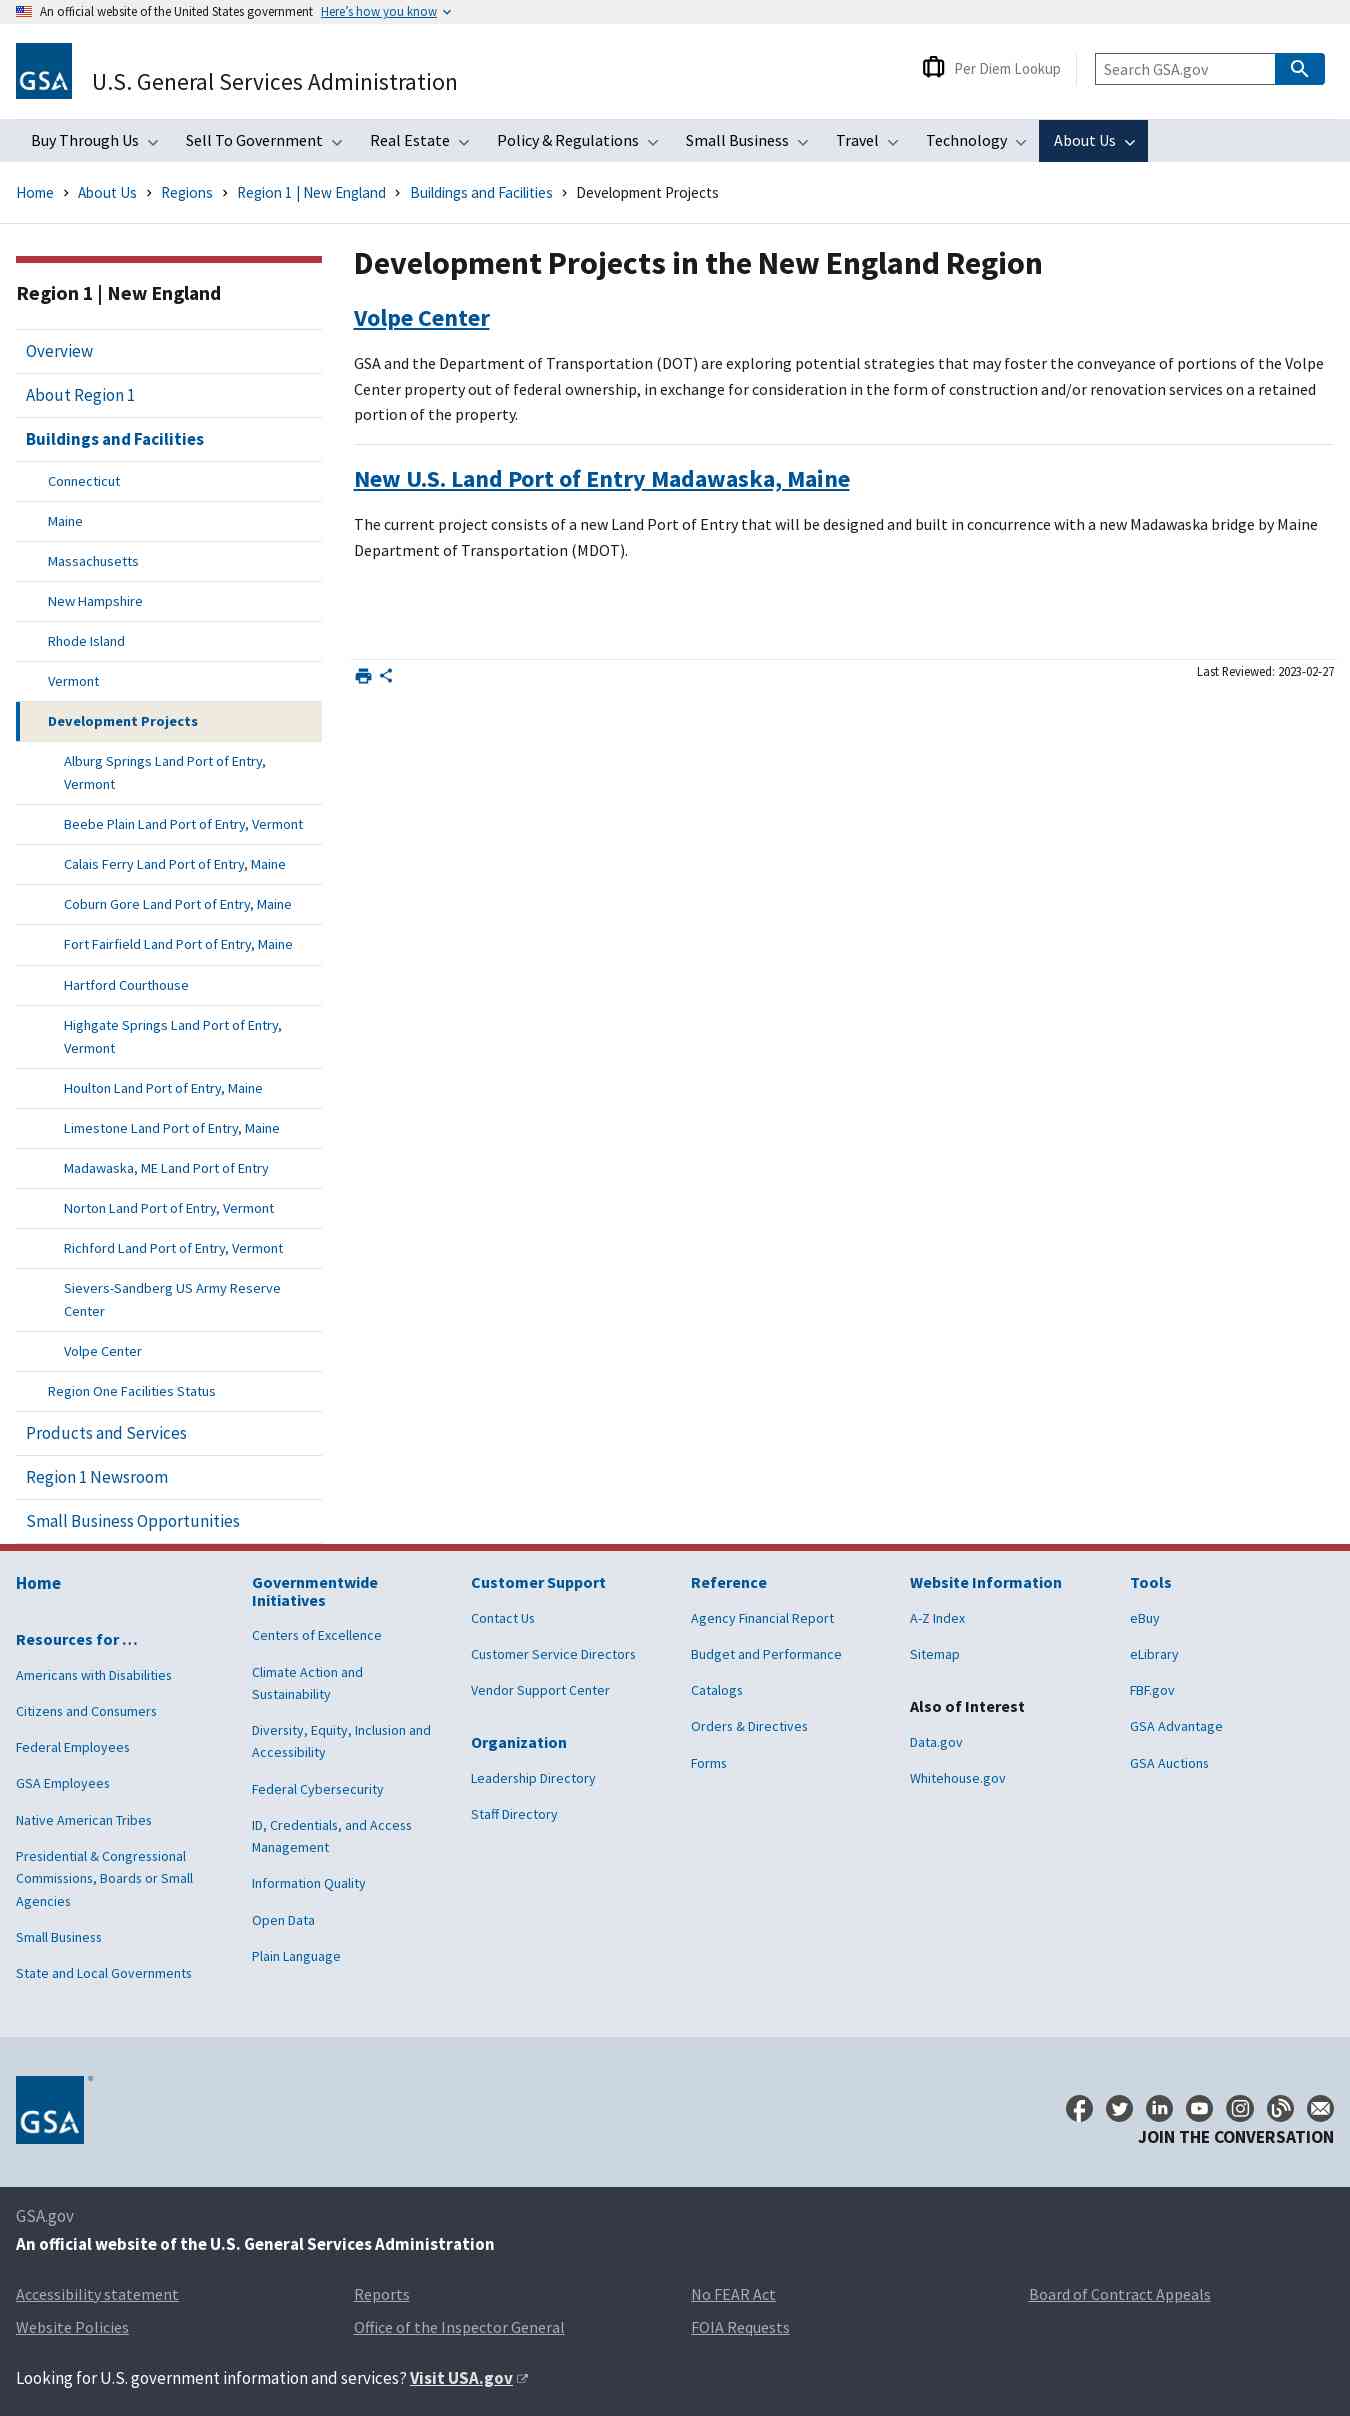 An official website of the United States government Here's how you know
GSA
U.S. General Services Administration
Per Diem Lookup
Search GSA.gov
Buy Through Us Sell To Government Real Estate Policy & Regulations Small Business Travel Technology About Us
Home > About Us > Regions > Region 1 | New England > Buildings and Facilities > Development Projects
Region 1 | New England
Overview
About Region 1
Buildings and Facilities
Connecticut
Maine
Massachusetts
New Hampshire
Rhode Island
Vermont
Development Projects
Alburg Springs Land Port of Entry,
Vermont
Beebe Plain Land Port of Entry, Vermont
Calais Ferry Land Port of Entry, Maine
Coburn Gore Land Port of Entry, Maine
Fort Fairfield Land Port of Entry, Maine
Hartford Courthouse
Highgate Springs Land Port of Entry,
Vermont
Houlton Land Port of Entry, Maine
Limestone Land Port of Entry, Maine
Madawaska, ME Land Port of Entry
Norton Land Port of Entry, Vermont
Richford Land Port of Entry, Vermont
Sievers-Sandberg US Army Reserve
Center
Volpe Center
Region One Facilities Status
Products and Services
Region 1 Newsroom
Small Business Opportunities
Development Projects in the New England Region
Volpe Center
GSA and the Department of Transportation (DOT) are exploring potential strategies that may foster the conveyance of portions of the Volpe
Center property out of federal ownership, in exchange for consideration in the form of construction and/or renovation services on a retained
portion of the property.
New U.S. Land Port of Entry Madawaska, Maine
The current project consists of a new Land Port of Entry that will be designed and built in concurrence with a new Madawaska bridge by Maine
Department of Transportation (MDOT).
Last Reviewed: 2023-02-27
Home
Resources for …
Americans with Disabilities
Citizens and Consumers
Federal Employees
GSA Employees
Native American Tribes
Presidential & Congressional
Commissions, Boards or Small
Agencies
Small Business
State and Local Governments
Governmentwide
Initiatives
Centers of Excellence
Climate Action and
Sustainability
Diversity, Equity, Inclusion and
Accessibility
Federal Cybersecurity
ID, Credentials, and Access
Management
Information Quality
Open Data
Plain Language
Customer Support
Contact Us
Customer Service Directors
Vendor Support Center
Organization
Leadership Directory
Staff Directory
Reference
Agency Financial Report
Budget and Performance
Catalogs
Orders & Directives
Forms
Website Information
A-Z Index
Sitemap
Also of Interest
Data.gov
Whitehouse.gov
Tools
eBuy
eLibrary
FBF.gov
GSA Advantage
GSA Auctions
GSA
JOIN THE CONVERSATION
GSA.gov
An official website of the U.S. General Services Administration
Accessibility statement Reports No FEAR Act Board of Contract Appeals
Website Policies Office of the Inspector General FOIA Requests
Looking for U.S. government information and services? Visit USA.gov